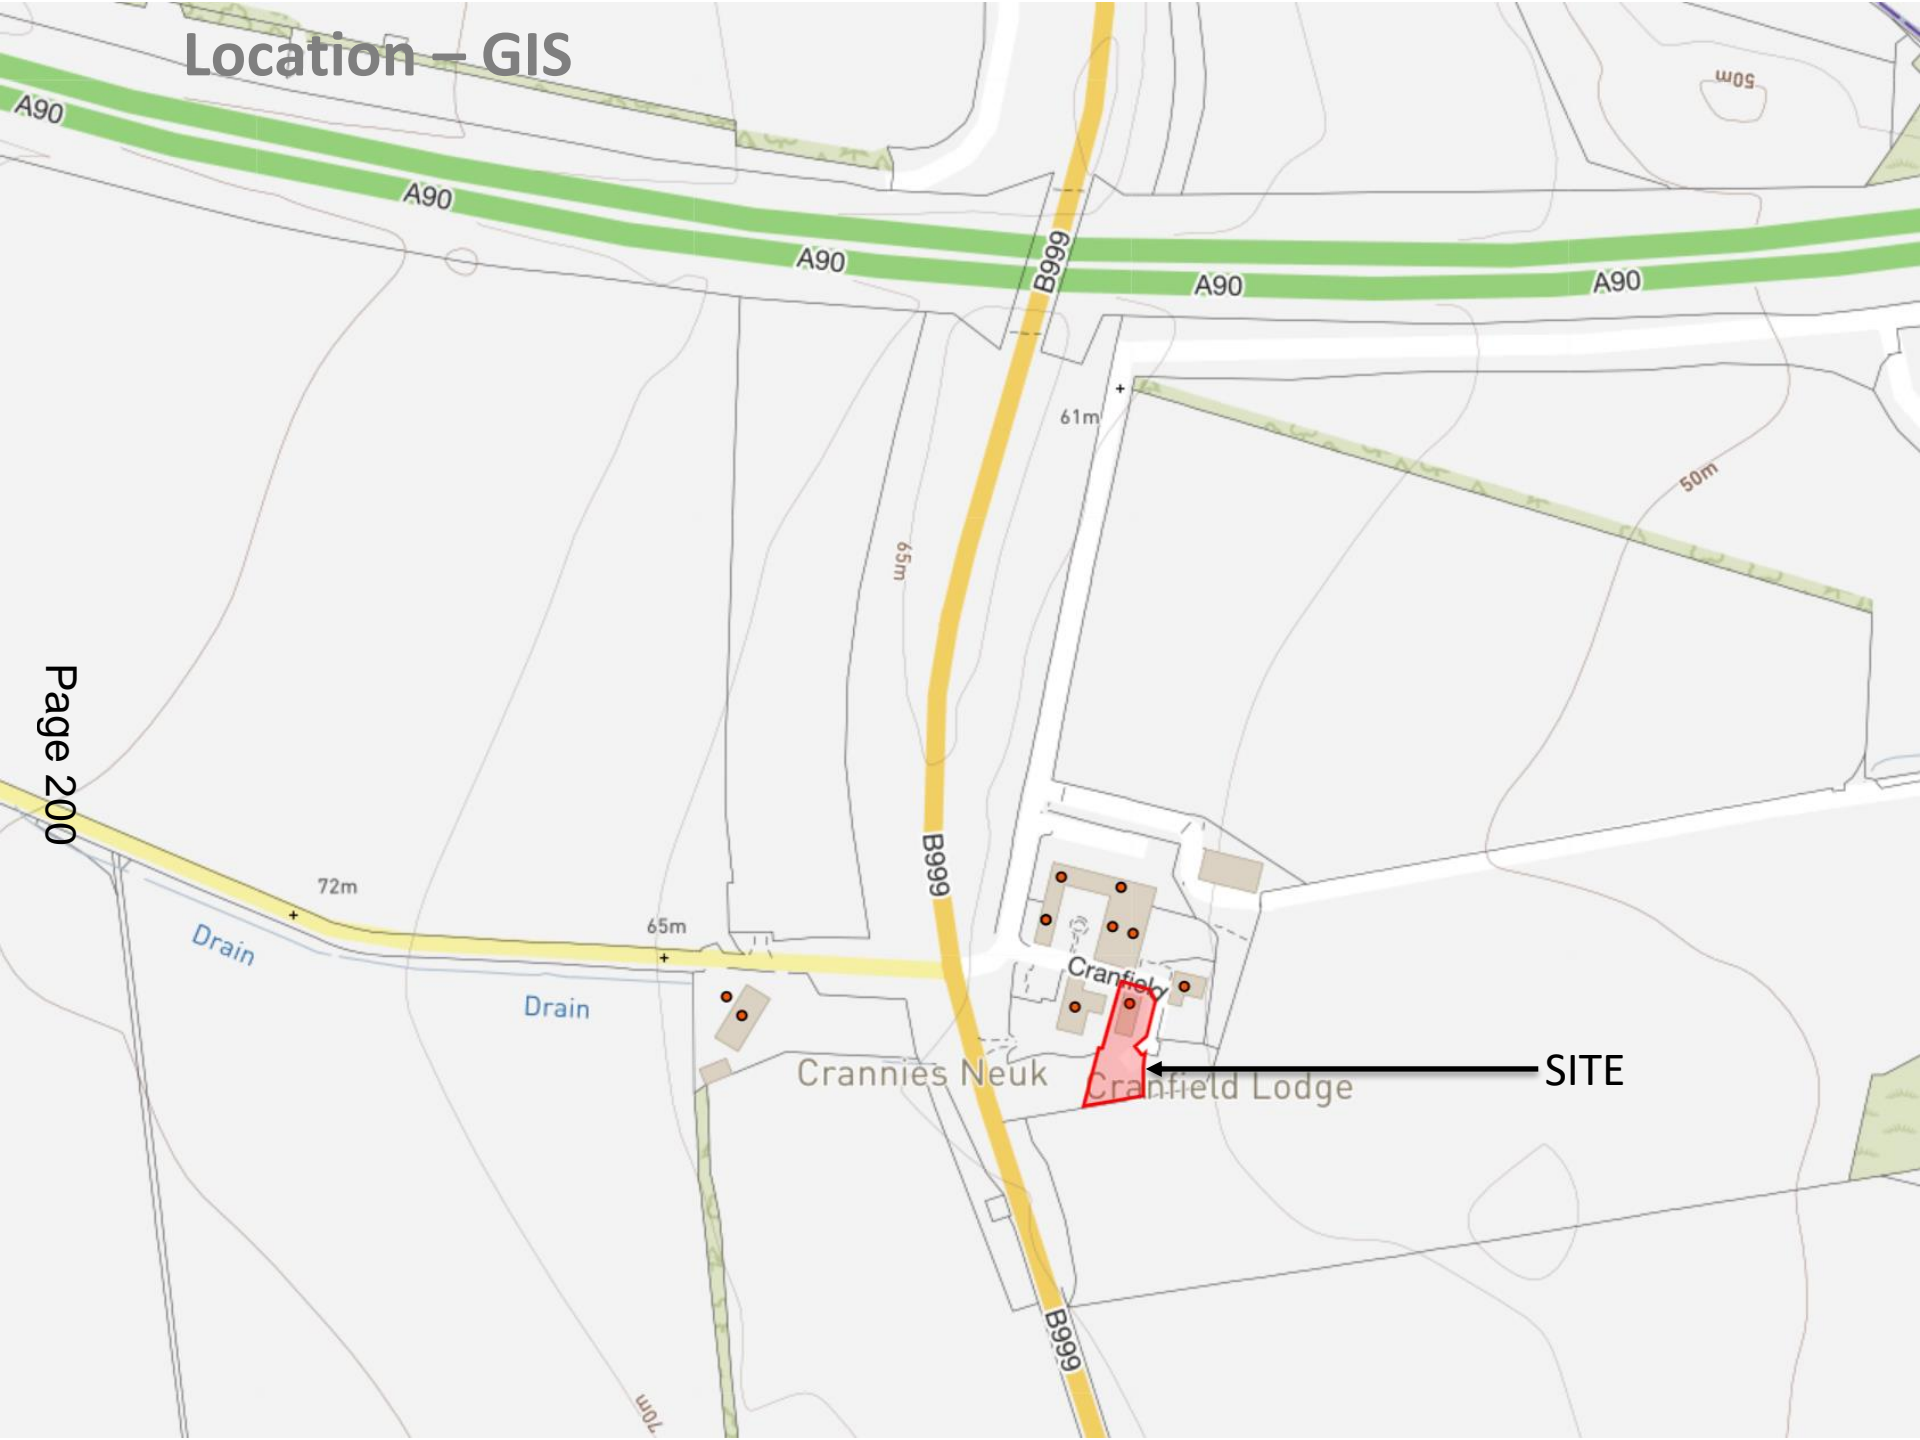 Location – GIS
50m
A90
A90
A90
B999
A90
A90
61m
50m
65m
Page 200
B999
72m
65m
Drain
Cranfield
Drain
Crannies Neuk
Cranfield Lodge
SITE
B999
70m